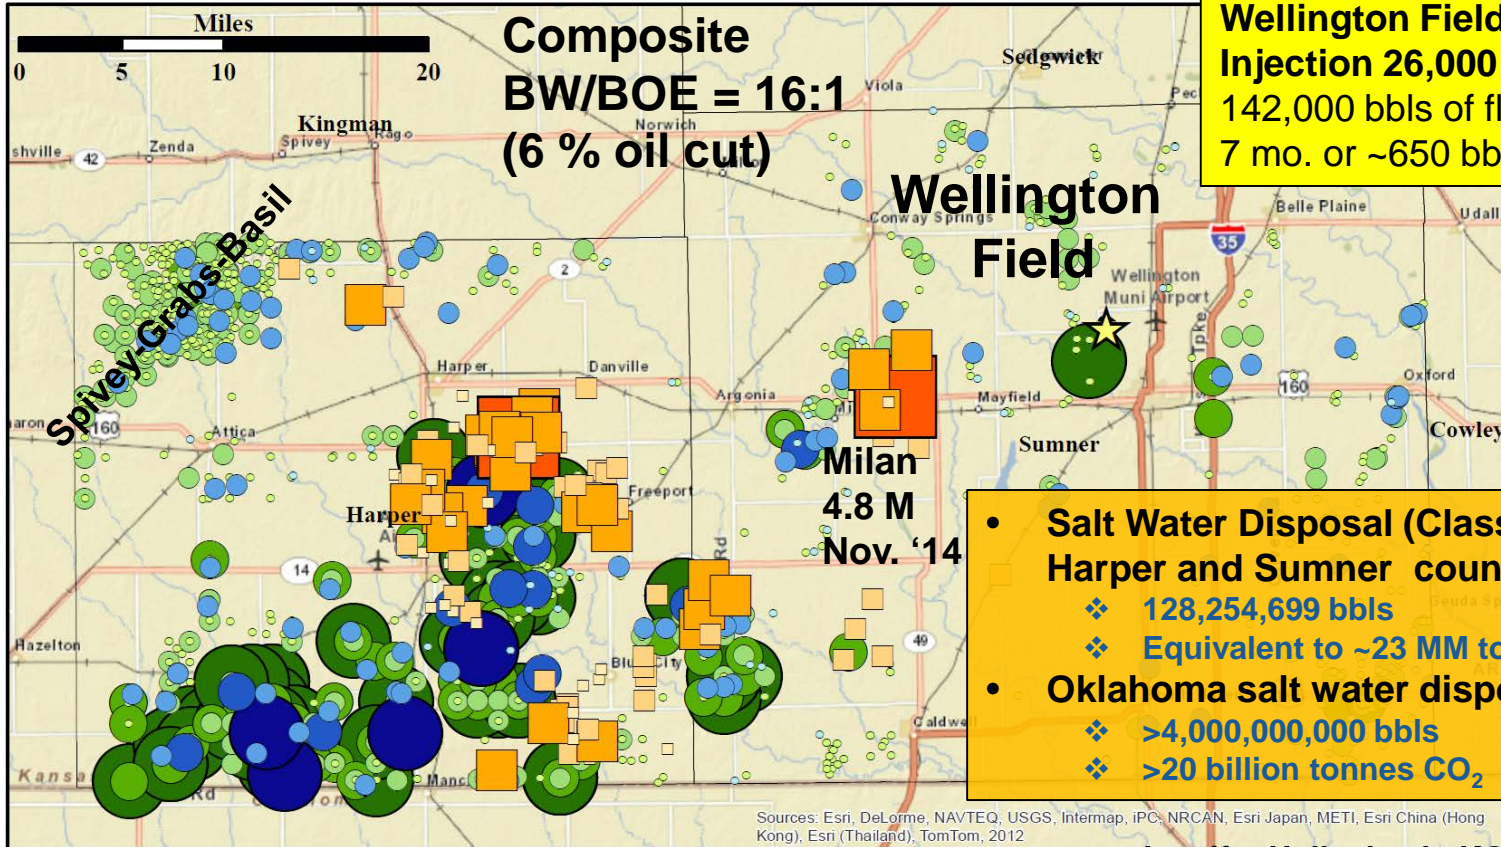 Miles
0 5 10 20
Composite
BW/BOE = 16:1
(6 % oil cut)
Wellington Field
Injection 26,000
142,000 bbls of fl
7 mo. or ~650 bb
Sedgwick
Viola
Kingman
Norwich
Rago
Spivey
Zenda
shville
42
Conway Springs
Belle Plaine
Udall
Wellington
Field
35
Wellington
Muni Airport
Tpke
Spivey-Grabs-Basil
2
Harper
Danville
Argonia
Mayfield
160
Oxford
160
Attica
Sumner
Cowley
Milan
4.8 M
Nov. ‘14
Freeport
Harper
Rd
14
• Salt Water Disposal (Class
Harper and Sumner coun
❖ 128,254,699 bbls
❖ Equivalent to ~23 MM to
• Oklahoma salt water dispo
❖ >4,000,000,000 bbls
❖ >20 billion tonnes CO₂
Hazelton
49
Caldwell
Kansa
Rd
Sources: Esri, DeLorme, NAVTEQ, USGS, Intermap, iPC, NRCAN, Esri Japan, METI, Esri China (Hong
Kong), Esri (Thailand), TomTom, 2012